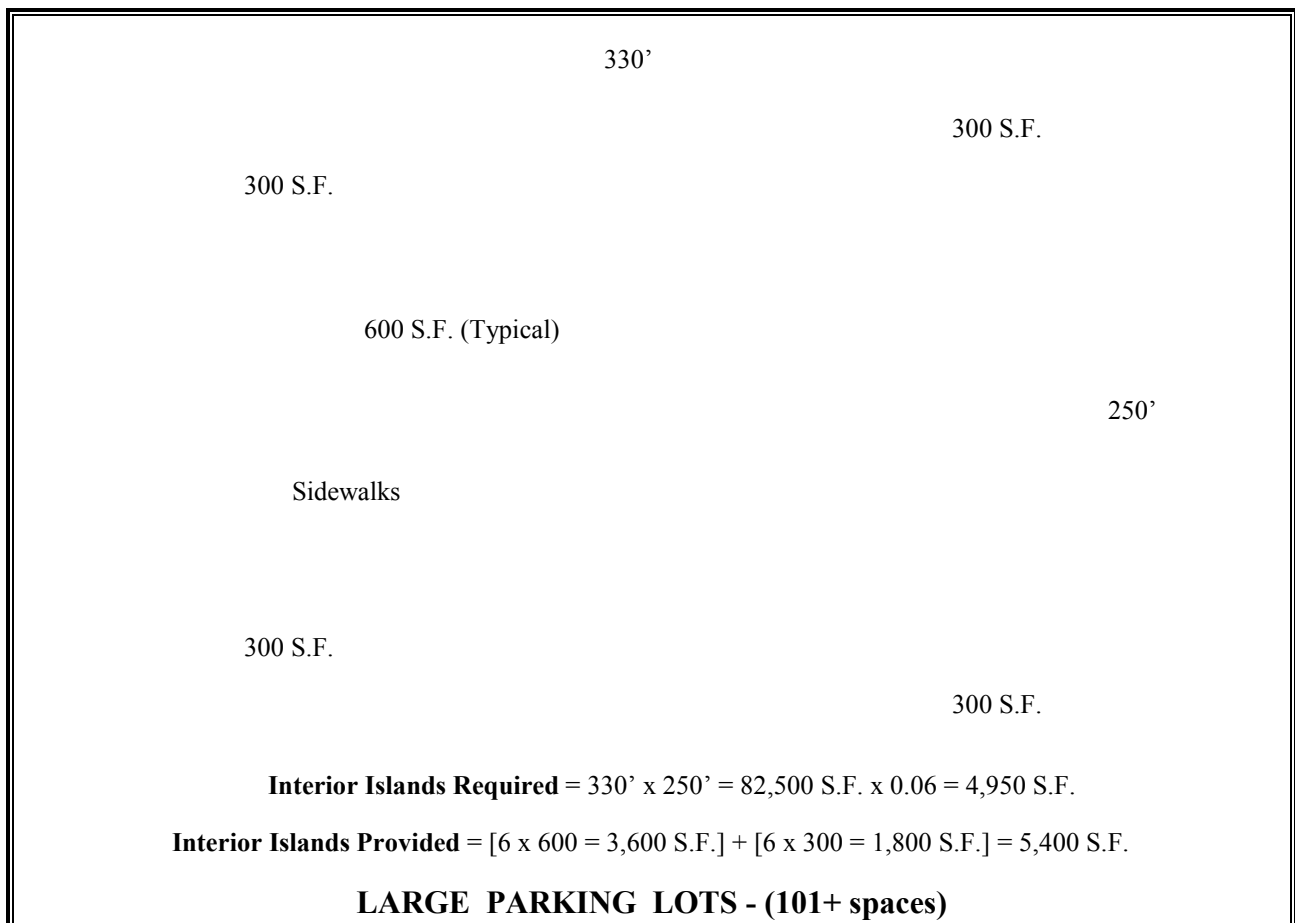 330’
300 S.F.
300 S.F.
600 S.F. (Typical)
250’
Sidewalks
300 S.F.
300 S.F.
Interior Islands Required = 330’ x 250’ = 82,500 S.F. x 0.06 = 4,950 S.F.
Interior Islands Provided = [6 x 600 = 3,600 S.F.] + [6 x 300 = 1,800 S.F.] = 5,400 S.F.
LARGE PARKING LOTS - (101+ spaces)